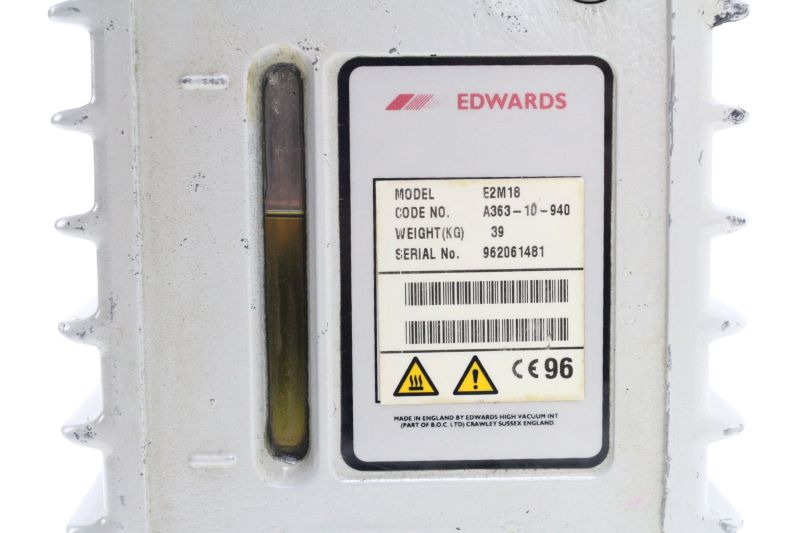 EDWARDS
MODEL E2M18
CODE NO. A363-10-940
WEIGHT(KG) 39
SERIAL No. 962061481
CE 96
MADE IN ENGLAND BY EDWARDS HIGH VACUUM INT
(PART OF B.O.C. LTD) CRAWLEY SUSSEX ENGLAND.